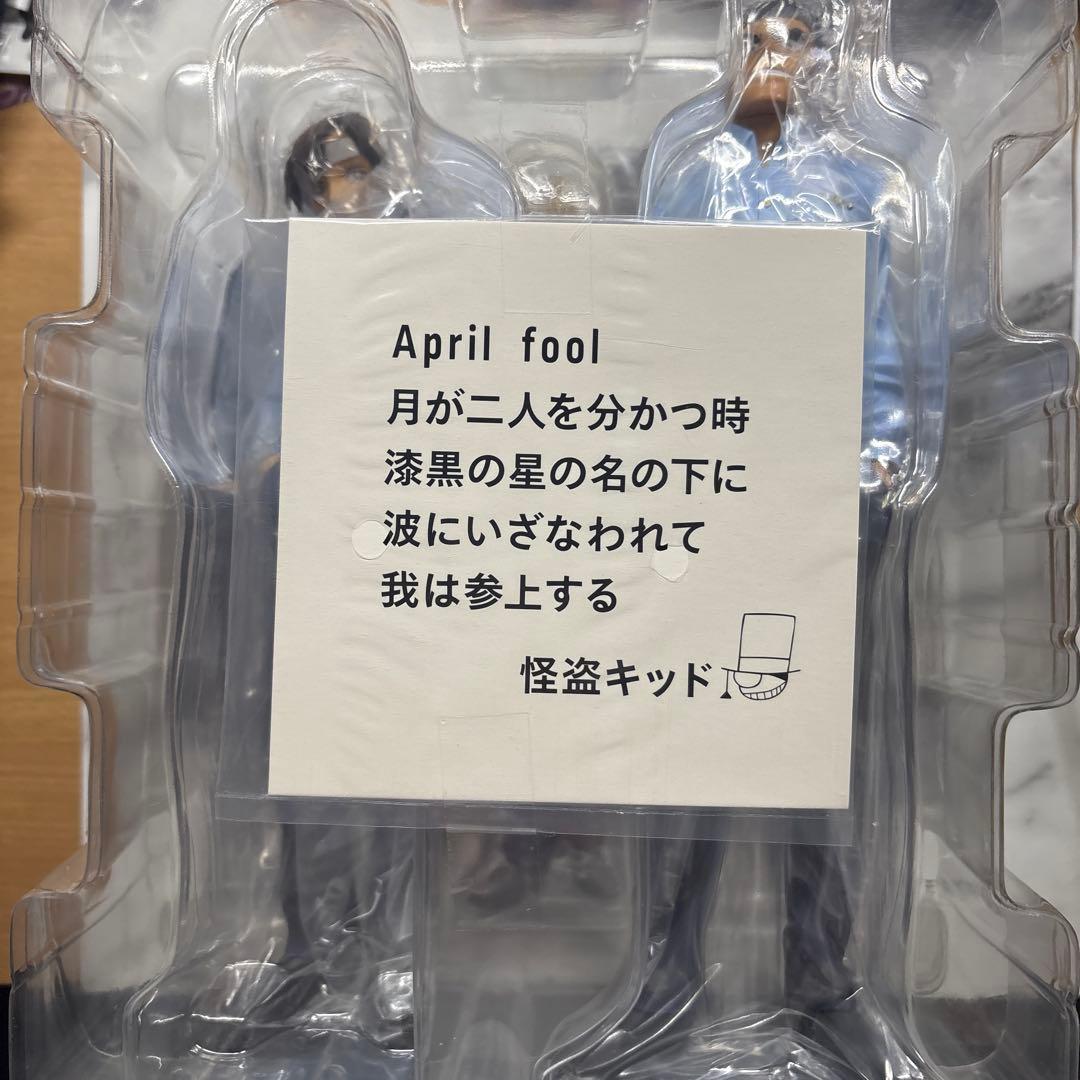 April fool
月が二人を分かつ時
漆黒の星の名の下に
波にいざなわれて
我は参上する
怪盗キッド